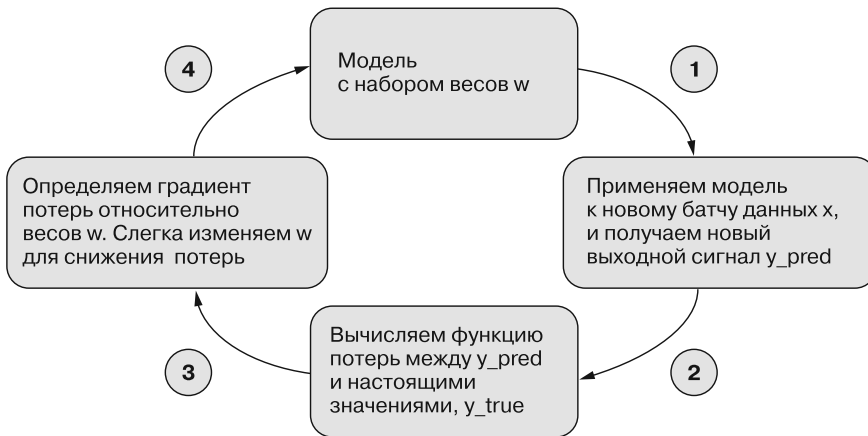 Модель
с набором весов w
1
Применяем модель
к новому батчу данных x,
и получаем новый
выходной сигнал y_pred
2
Вычисляем функцию
потерь между y_pred
и настоящими
значениями, y_true
3
Определяем градиент
потерь относительно
весов w. Слегка изменяем w
для снижения потерь
4